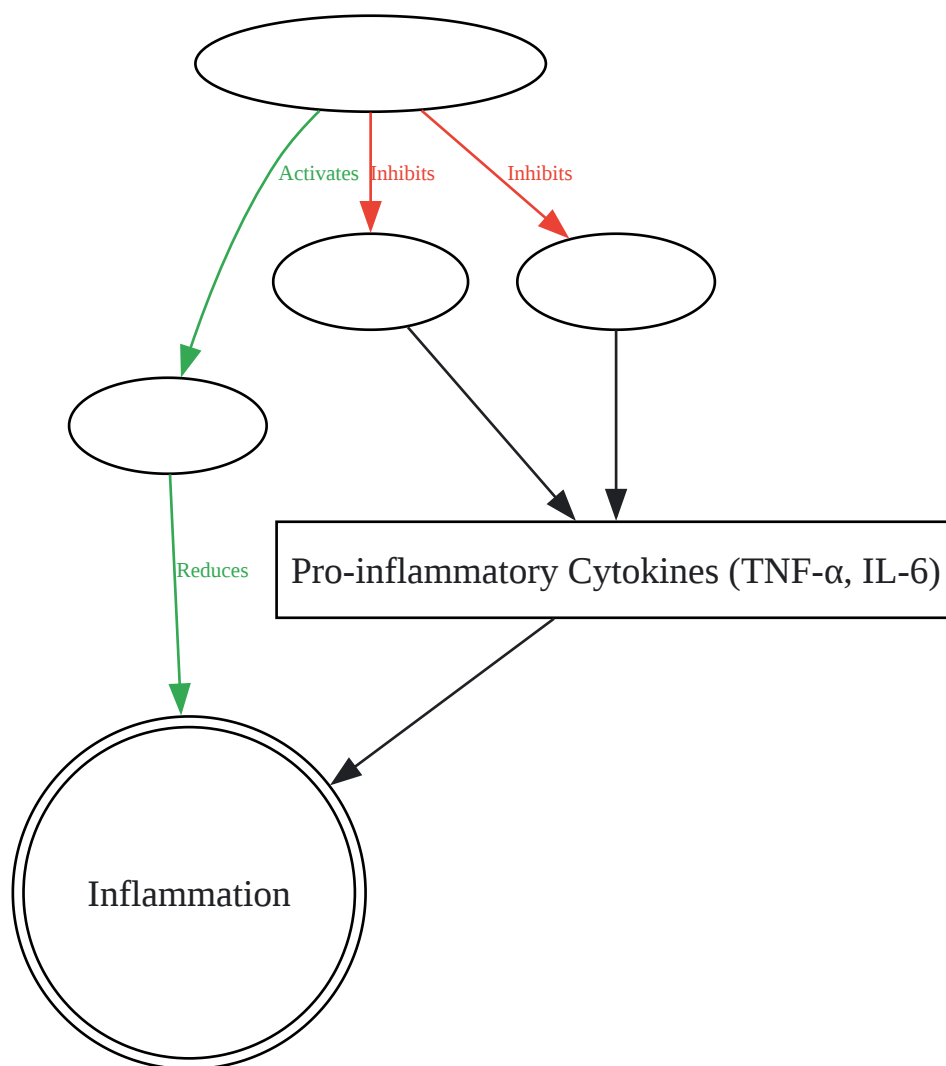 Activates
Inhibits
Inhibits
Reduces
Pro-inflammatory Cytokines (TNF-α, IL-6)
Inflammation